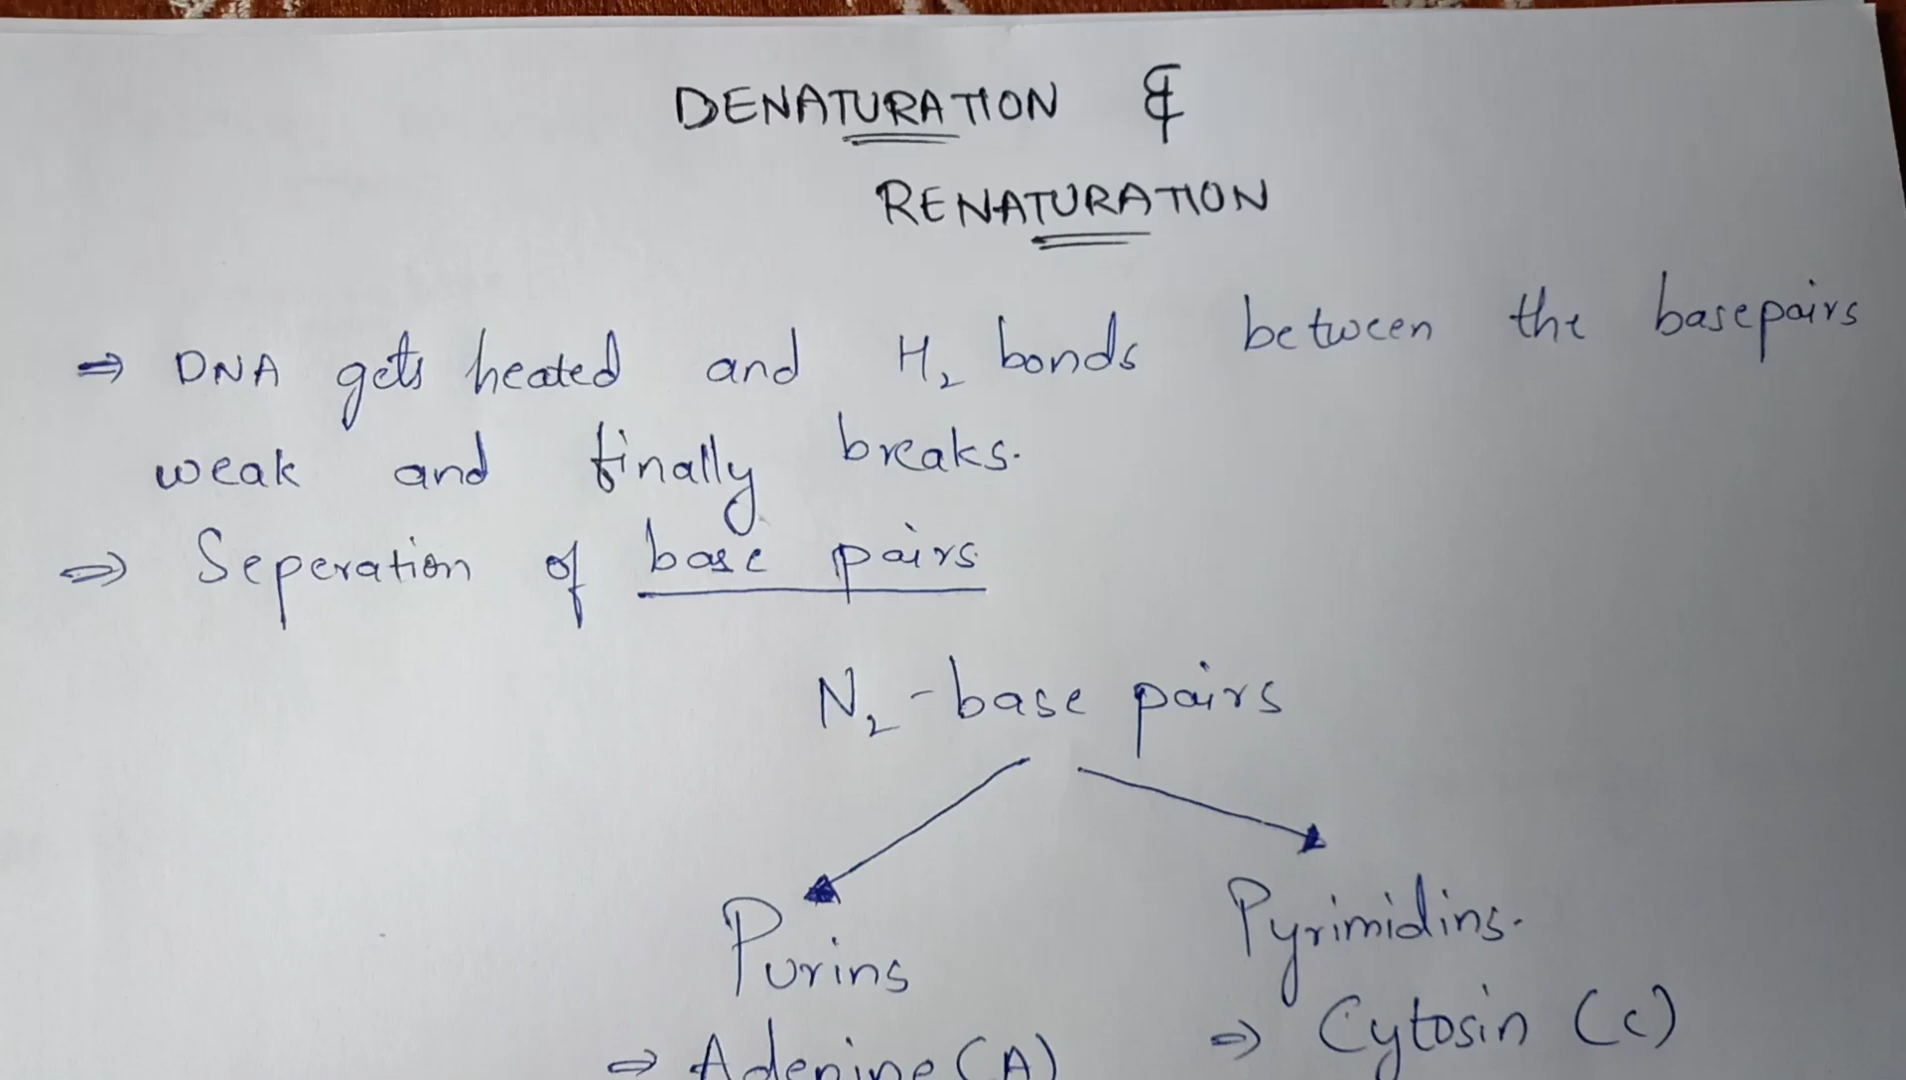 DENATURATION &
RENATURATION
⇒ DNA gets heated and H₂ bonds between the basepairs
weak and finally breaks.
⇒ Seperation of base pairs
N₂-base pairs
Purins
Pyrimidins.
⇒ Adenine (A)
⇒ Cytosin (C)